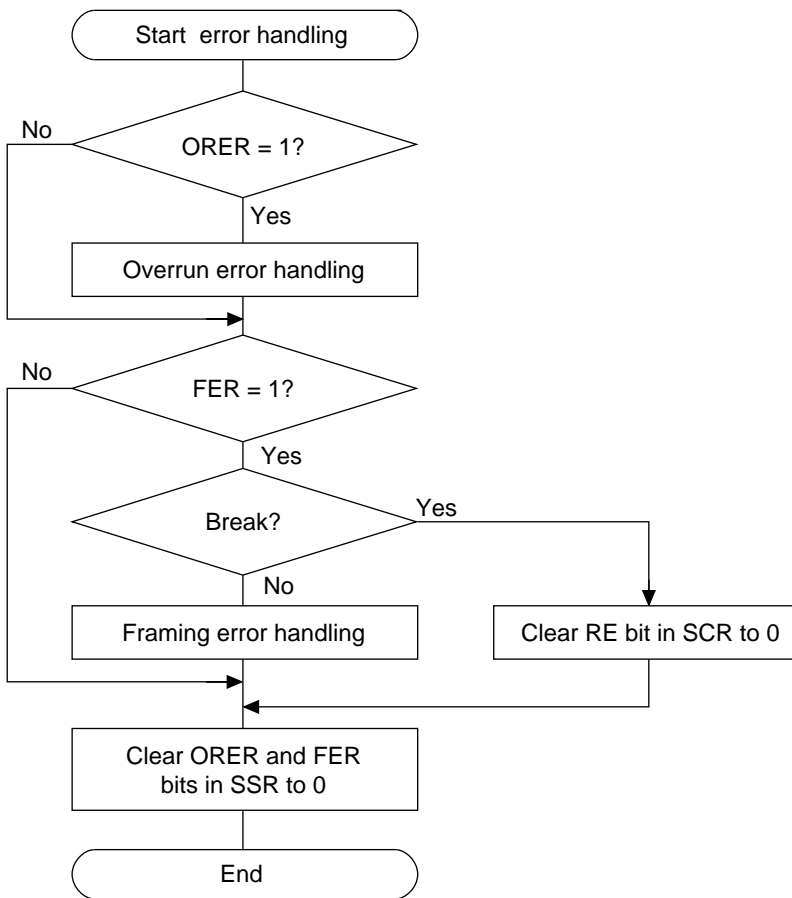 Start error handling
No
ORER = 1?
Yes
Overrun error handling
No
FER = 1?
Yes
Break?
Yes
No
Framing error handling
Clear RE bit in SCR to 0
Clear ORER and FER
bits in SSR to 0
End